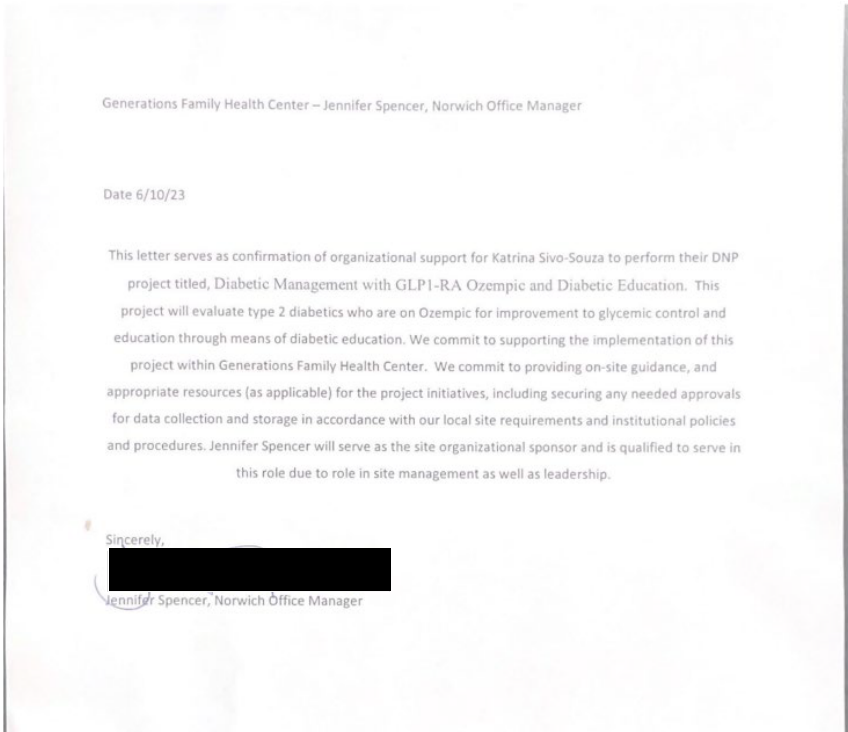 Generations Family Health Center – Jennifer Spencer, Norwich Office Manager
Date 6/10/23
This letter serves as confirmation of organizational support for Katrina Sivo-Souza to perform their DNP
project titled, Diabetic Management with GLP1-RA Ozempic and Diabetic Education. This
project will evaluate type 2 diabetics who are on Ozempic for improvement to glycemic control and
education through means of diabetic education. We commit to supporting the implementation of this
project within Generations Family Health Center. We commit to providing on-site guidance, and
appropriate resources (as applicable) for the project initiatives, including securing any needed approvals
for data collection and storage in accordance with our local site requirements and institutional policies
and procedures. Jennifer Spencer will serve as the site organizational sponsor and is qualified to serve in
this role due to role in site management as well as leadership.
Sincerely,
Jennifer Spencer, Norwich Office Manager